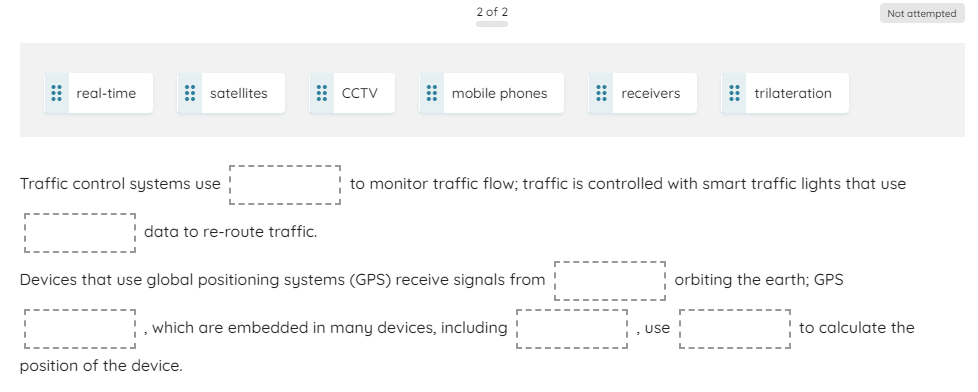 2 of 2
Not attempted
real-time satellites CCTV mobile phones receivers trilateration
Traffic control systems use to monitor traffic flow; traffic is controlled with smart traffic lights that use
data to re-route traffic.
Devices that use global positioning systems (GPS) receive signals from orbiting the earth; GPS
, which are embedded in many devices, including , use to calculate the
position of the device.